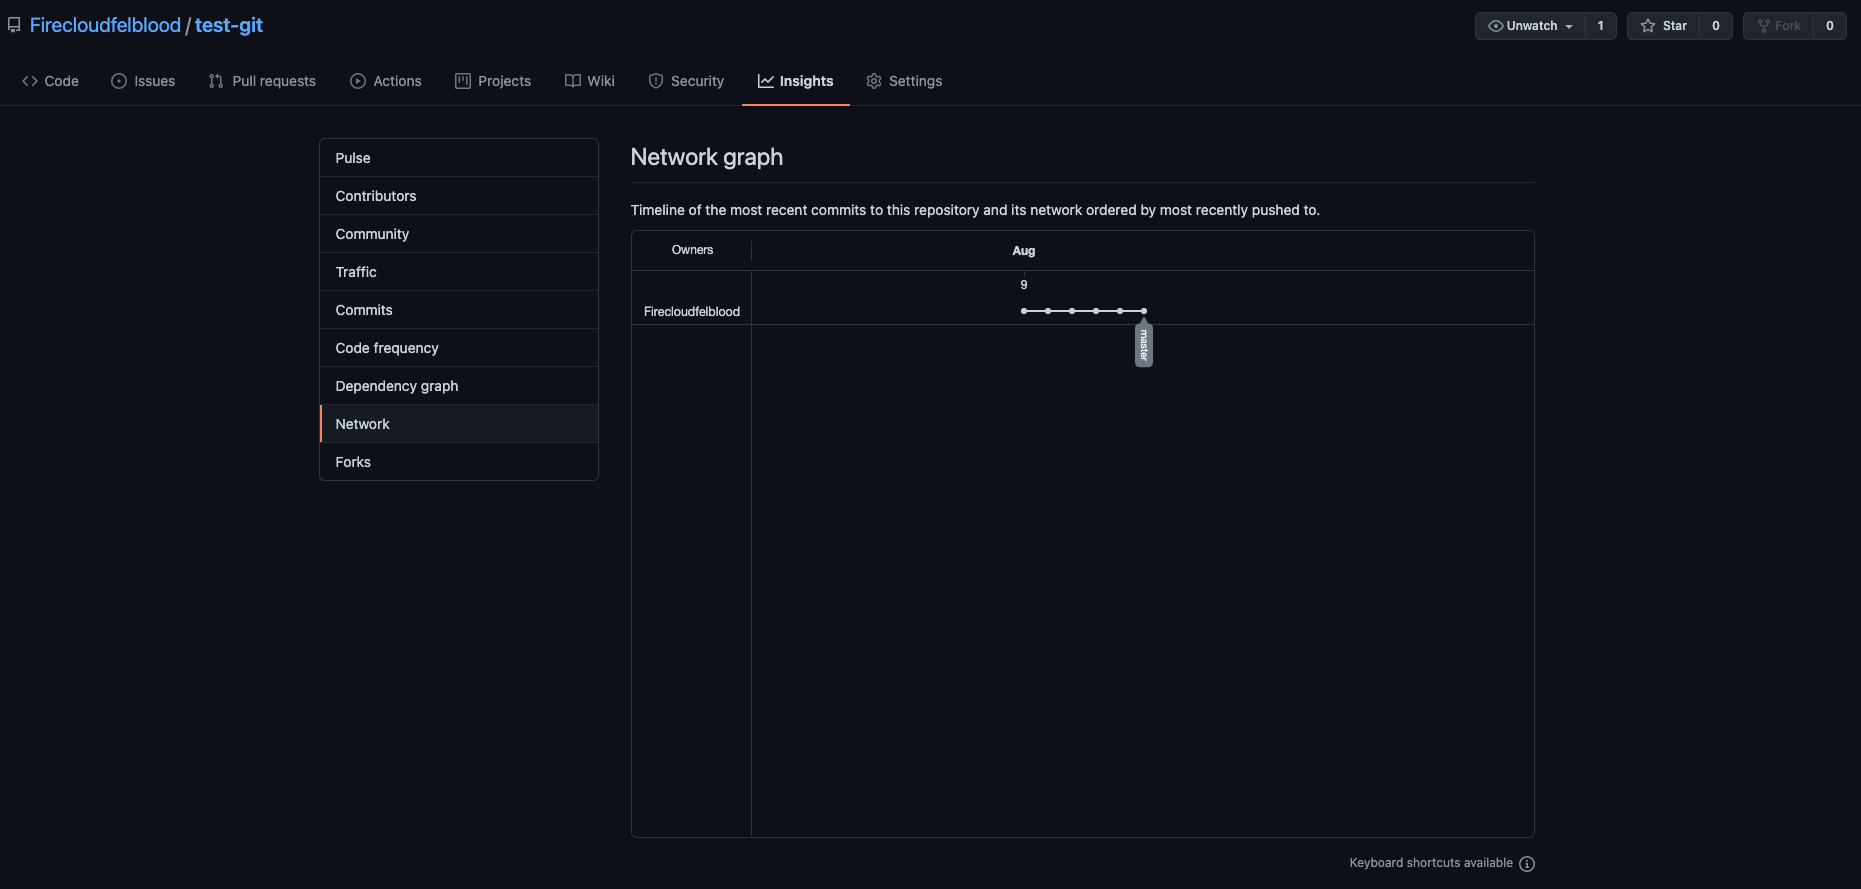 Firecloudfelblood / test-git
Unwatch 1 Star 0 Fork 0
Code Issues Pull requests Actions Projects Wiki Security Insights Settings
Pulse
Contributors
Community
Traffic
Commits
Code frequency
Dependency graph
Network
Forks
Network graph
Timeline of the most recent commits to this repository and its network ordered by most recently pushed to.
Owners Aug
9
Firecloudfelblood
master
Keyboard shortcuts available